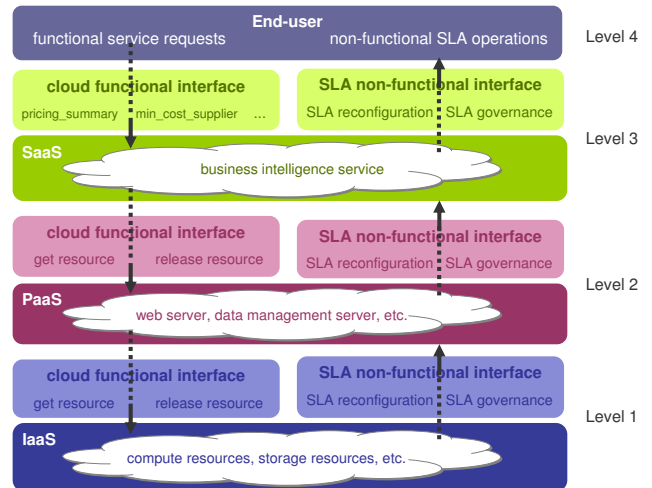 End-user
functional service requests non-functional SLA operations
Level 4
cloud functional interface SLA non-functional interface
pricing_summary min_cost_supplier ... SLA reconfiguration SLA governance
Level 3
SaaS
business intelligence service
cloud functional interface SLA non-functional interface
get resource release resource SLA reconfiguration SLA governance
Level 2
PaaS
web server, data management server, etc.
cloud functional interface SLA non-functional interface
get resource release resource SLA reconfiguration SLA governance
Level 1
IaaS
compute resources, storage resources, etc.